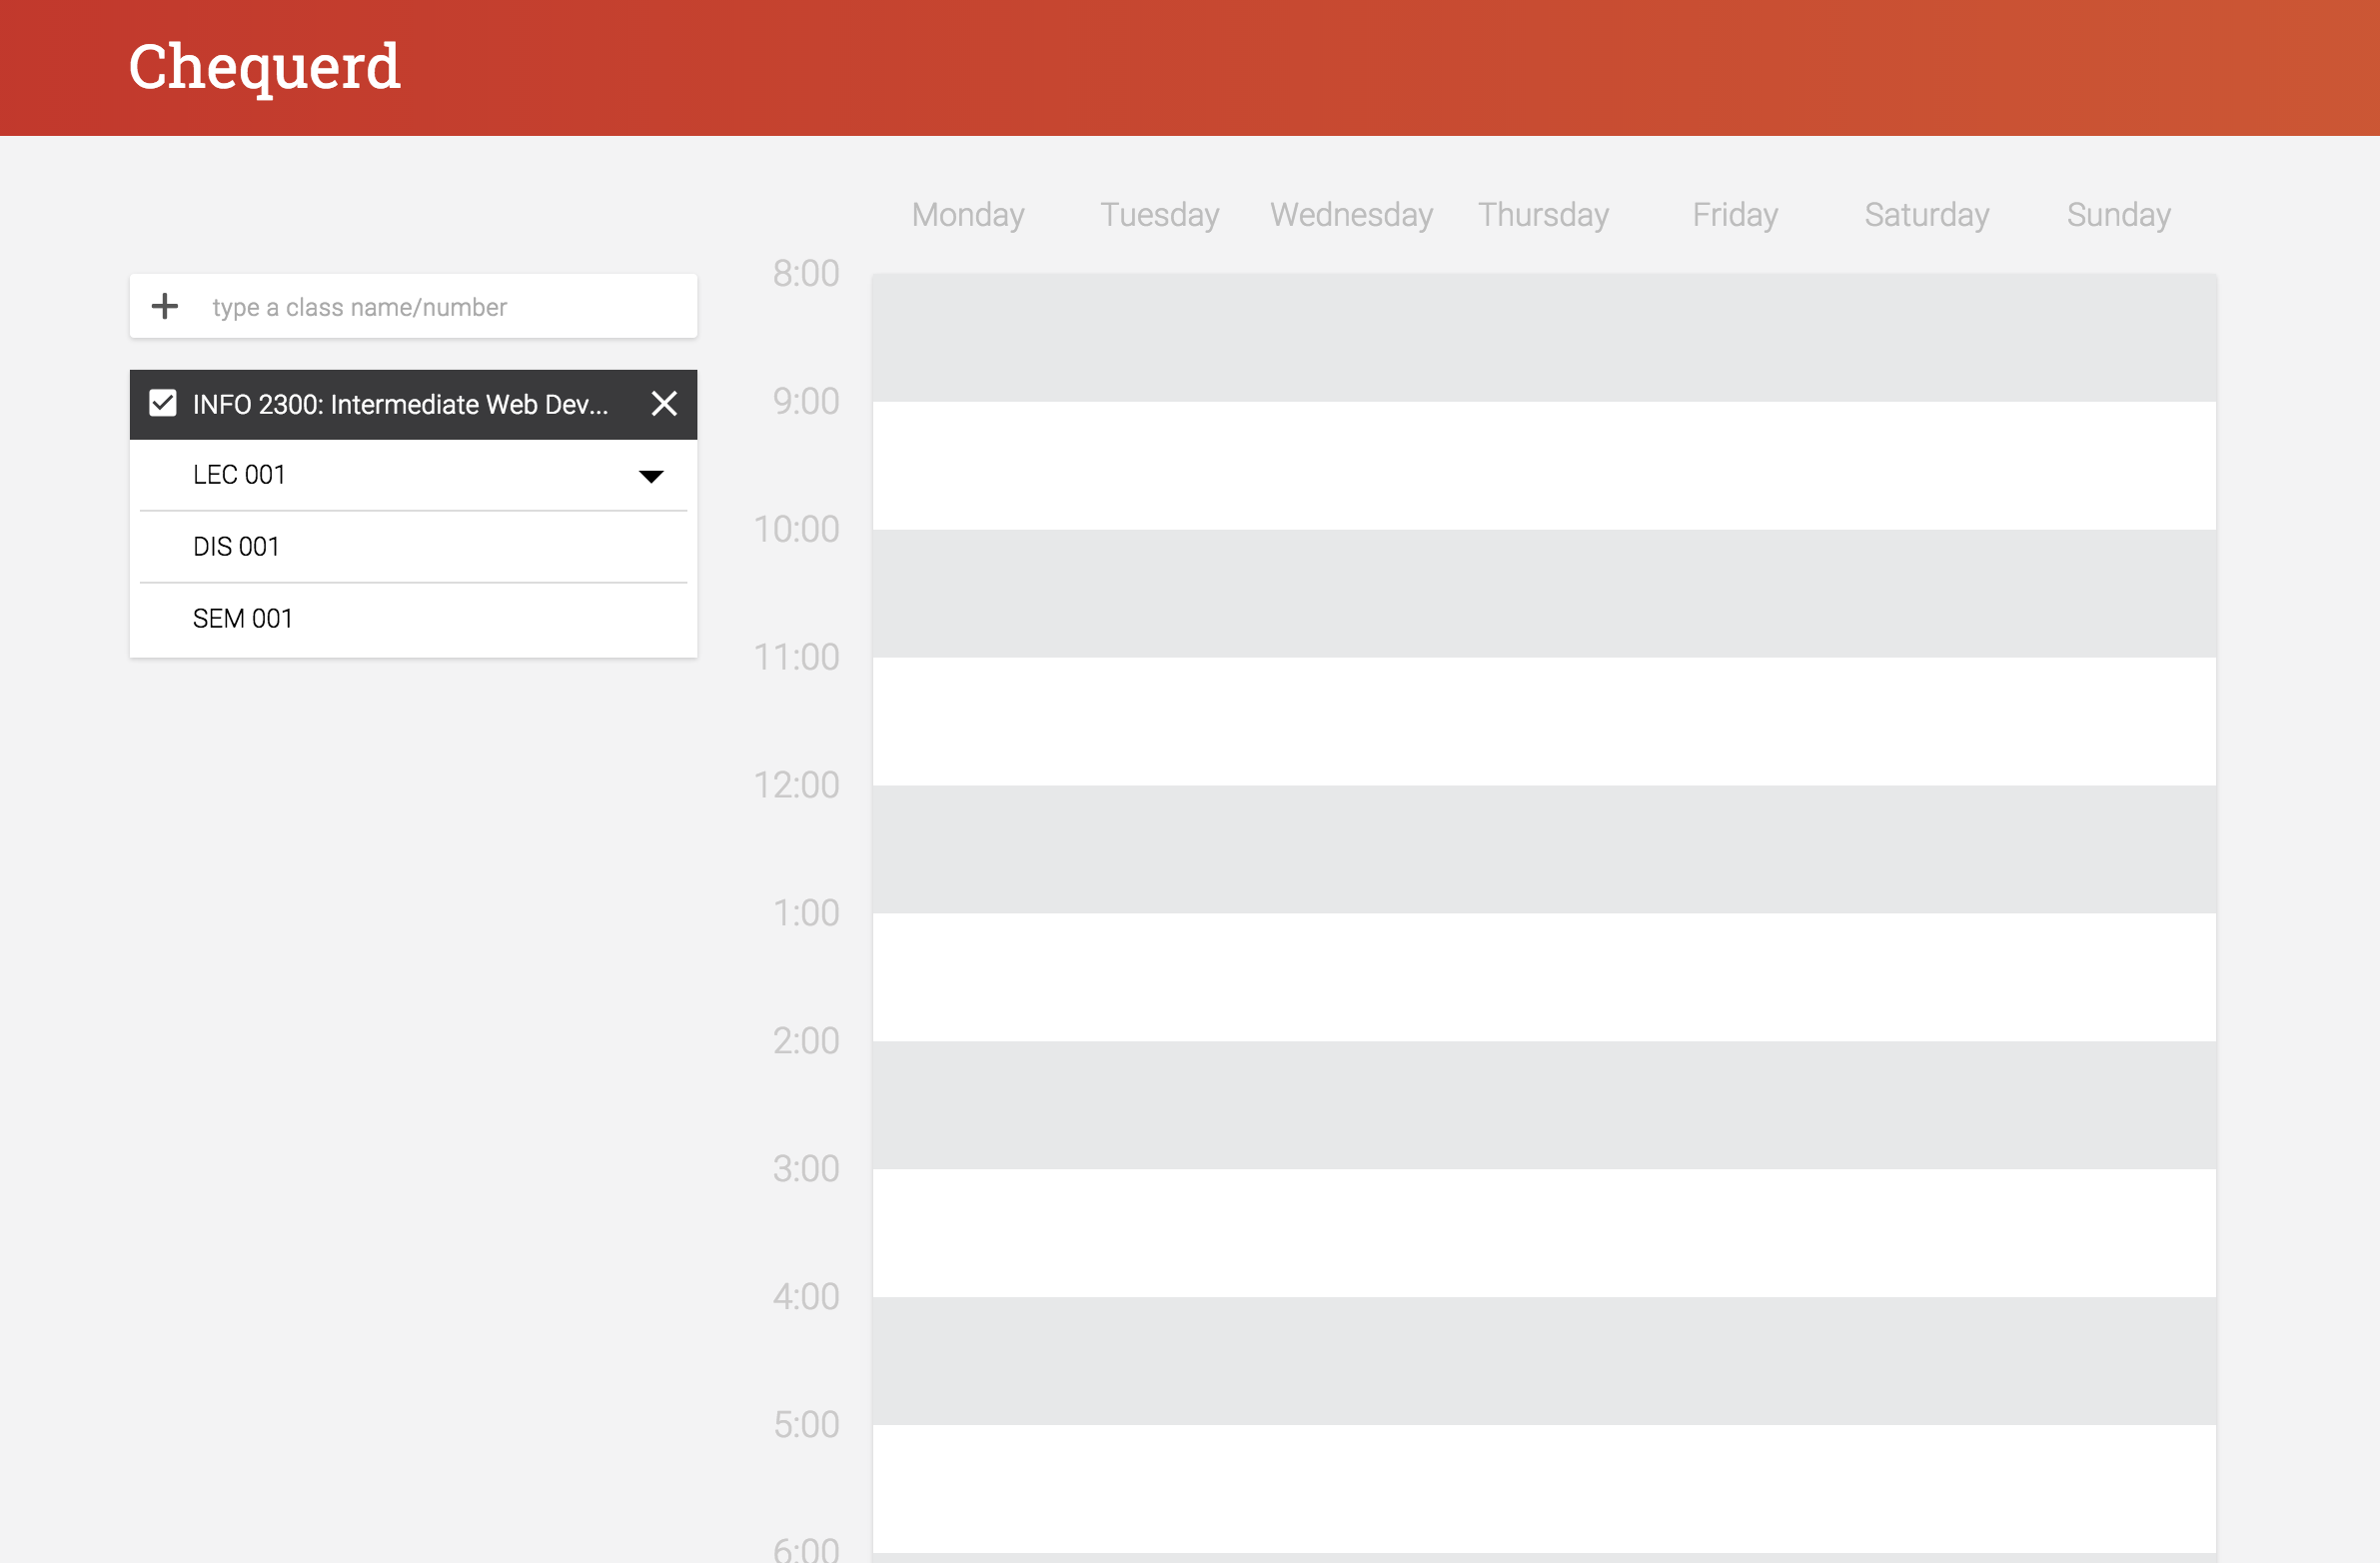 Chequerd
Monday Tuesday Wednesday Thursday Friday Saturday Sunday
type a class name/number
INFO 2300: Intermediate Web Dev...
LEC 001
DIS 001
SEM 001
8:00
9:00
10:00
11:00
12:00
1:00
2:00
3:00
4:00
5:00
6:00